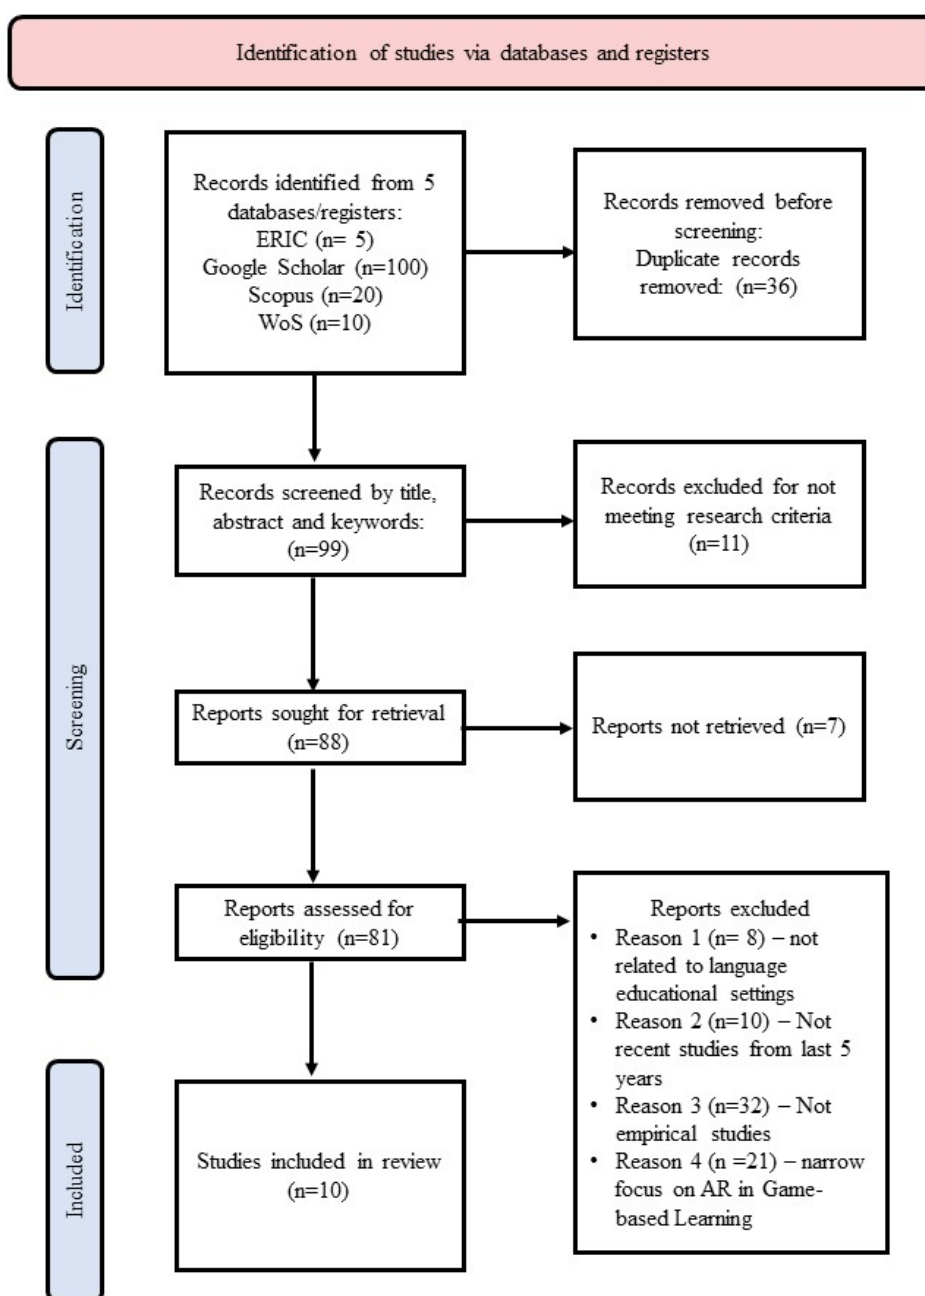 Identification of studies via databases and registers
Identification
Records identified from 5
databases/registers:
ERIC (n= 5)
Google Scholar (n=100)
Scopus (n=20)
WoS (n=10)
Records removed before
screening:
Duplicate records
removed: (n=36)
Screening
Records screened by title,
abstract and keywords:
(n=99)
Records excluded for not
meeting research criteria
(n=11)
Reports sought for retrieval
(n=88)
Reports not retrieved (n=7)
Reports assessed for
eligibility (n=81)
Reports excluded
• Reason 1 (n= 8) – not
related to language
educational settings
• Reason 2 (n=10) – Not
recent studies from last 5
years
• Reason 3 (n=32) – Not
empirical studies
• Reason 4 (n =21) – narrow
focus on AR in Game-
based Learning
Included
Studies included in review
(n=10)